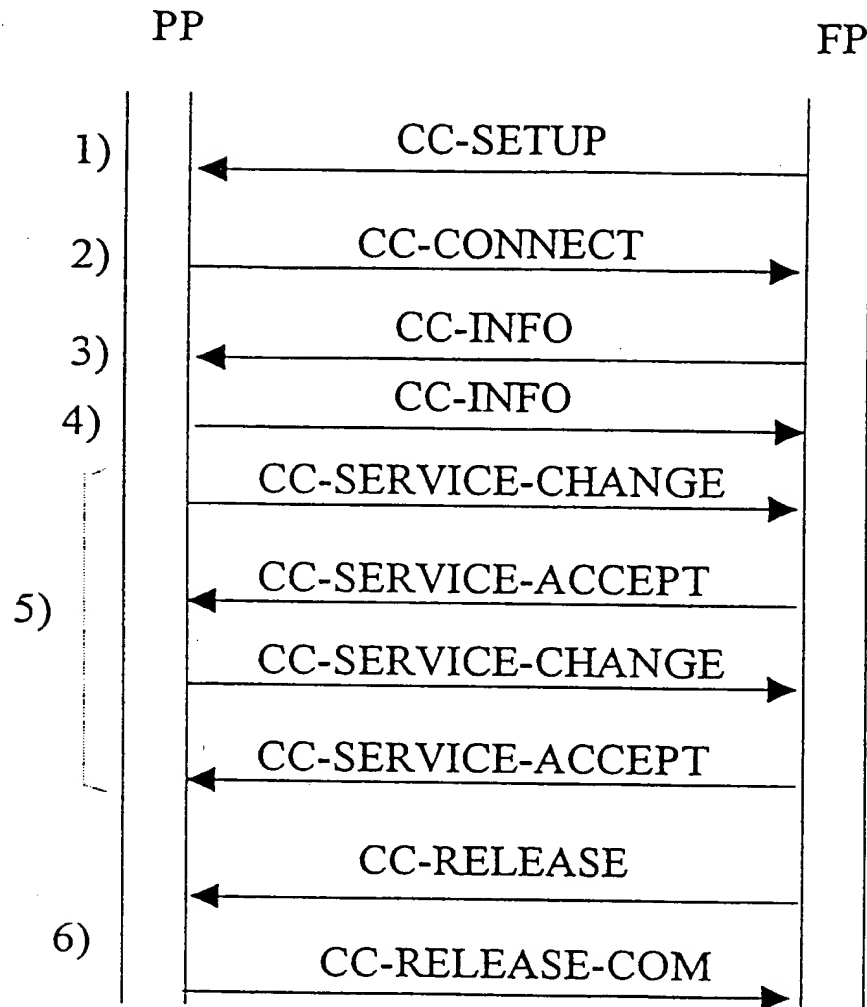 PP
FP
1) CC-SETUP
2) CC-CONNECT
3) CC-INFO
4) CC-INFO
CC-SERVICE-CHANGE
5) CC-SERVICE-ACCEPT
CC-SERVICE-CHANGE
CC-SERVICE-ACCEPT
CC-RELEASE
6) CC-RELEASE-COM